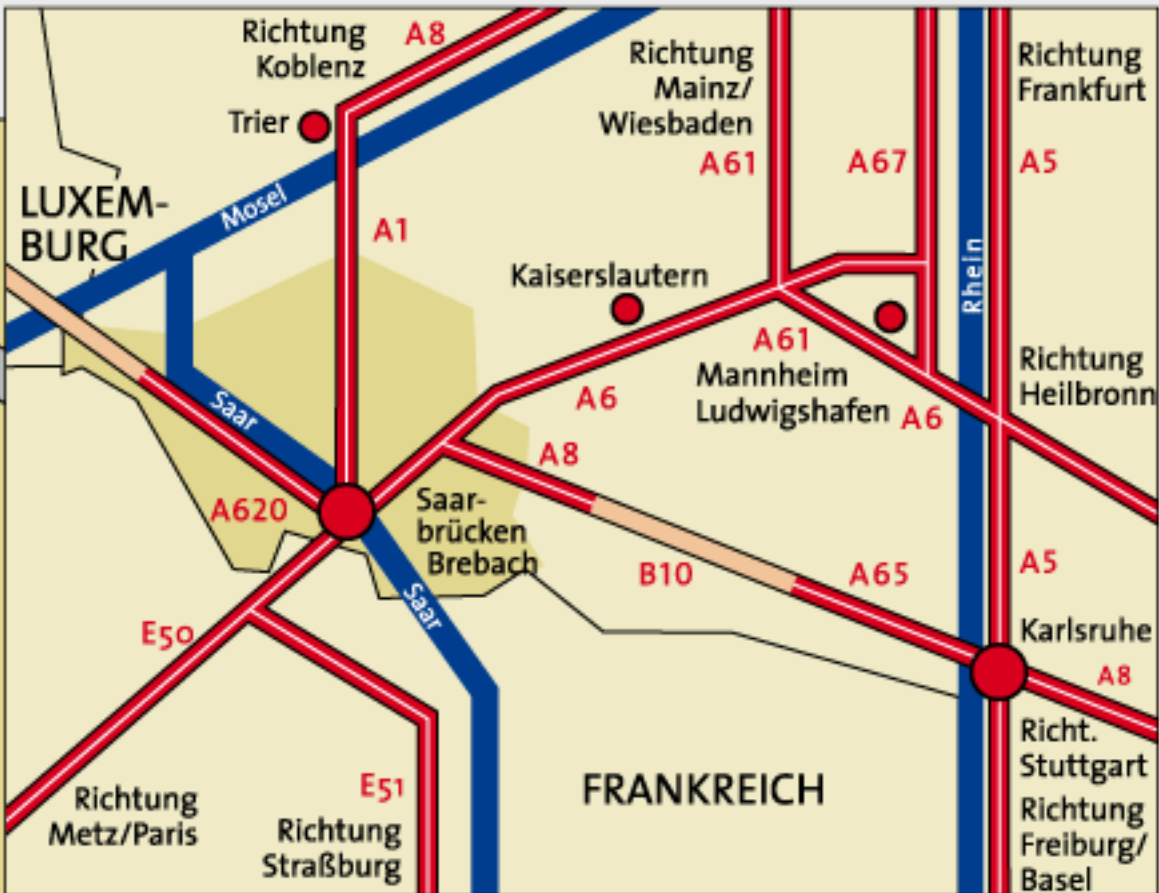 Richtung
Koblenz
A8
Trier
Richtung
Mainz/
Wiesbaden
A61
A67
Richtung
Frankfurt
A5
LUXEM-
BURG
Mosel
A1
Kaiserslautern
Rhein
A61
Mannheim
Ludwigshafen
A6
A6
Richtung
Heilbronn
Saar
A8
A620
Saar-
brücken
Brebach
B10
A65
A5
Saar
E50
Karlsruhe
A8
Richt.
Stuttgart
Richtung
Freiburg/
Basel
FRANKREICH
E51
Richtung
Metz/Paris
Richtung
Straßburg